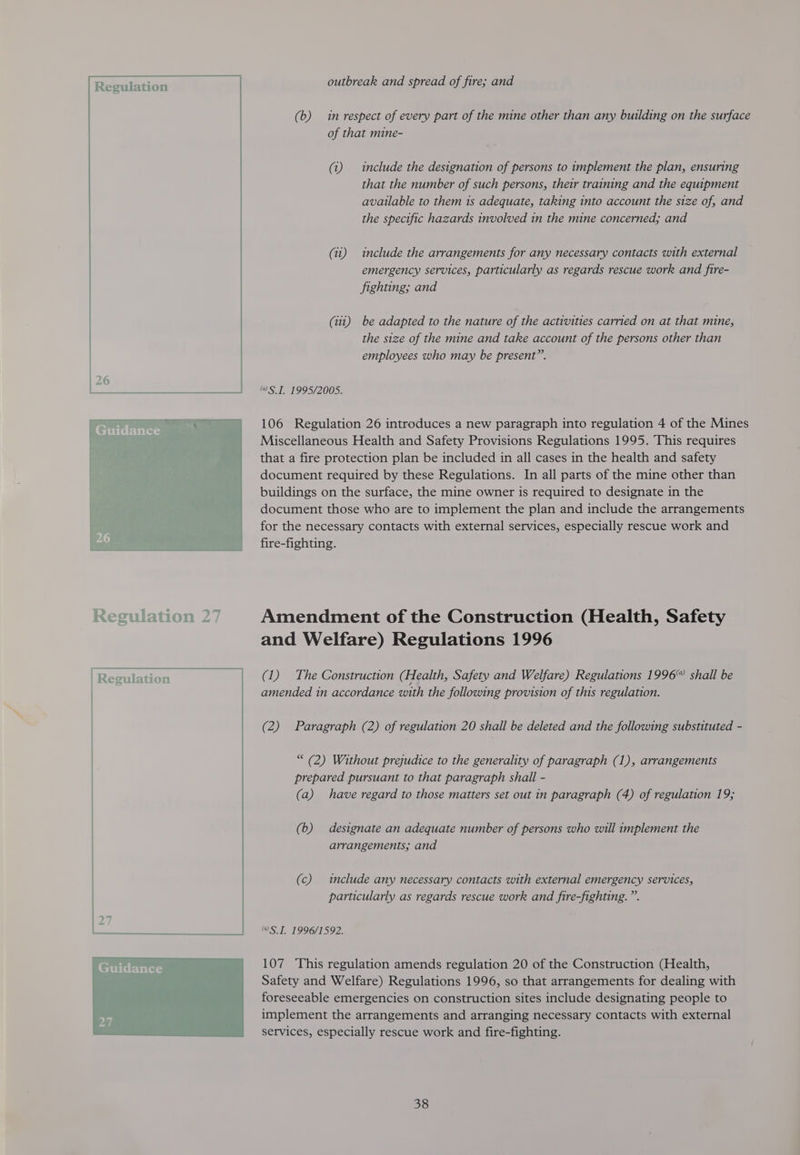 Regulation
outbreak and spread of fire; and
(b) in respect of every part of the mine other than any building on the surface
of that mine-
(i) include the designation of persons to implement the plan, ensuring
that the number of such persons, their training and the equipment
available to them is adequate, taking into account the size of, and
the specific hazards involved in the mine concerned; and
(ii) include the arrangements for any necessary contacts with external
emergency services, particularly as regards rescue work and fire-
fighting; and
(iii) be adapted to the nature of the activities carried on at that mine,
the size of the mine and take account of the persons other than
employees who may be present”.
26
(a)S.I. 1995/2005.
Guidance
106 Regulation 26 introduces a new paragraph into regulation 4 of the Mines
Miscellaneous Health and Safety Provisions Regulations 1995. This requires
that a fire protection plan be included in all cases in the health and safety
document required by these Regulations. In all parts of the mine other than
buildings on the surface, the mine owner is required to designate in the
document those who are to implement the plan and include the arrangements
for the necessary contacts with external services, especially rescue work and
26
fire-fighting.
Regulation 27
Amendment of the Construction (Health, Safety
and Welfare) Regulations 1996
Regulation
(1) The Construction (Health, Safety and Welfare) Regulations 1996(a) shall be
amended in accordance with the following provision of this regulation.
(2) Paragraph (2) of regulation 20 shall be deleted and the following substituted -
“ (2) Without prejudice to the generality of paragraph (1), arrangements
prepared pursuant to that paragraph shall -
(a) have regard to those matters set out in paragraph (4) of regulation 19;
(b) designate an adequate number of persons who will implement the
arrangements; and
(c) include any necessary contacts with external emergency services,
particularly as regards rescue work and fire-fighting. ”.
27
(a)S.I. 1996/1592.
Guidance
107 This regulation amends regulation 20 of the Construction (Health,
Safety and Welfare) Regulations 1996, so that arrangements for dealing with
foreseeable emergencies on construction sites include designating people to
implement the arrangements and arranging necessary contacts with external
27
services, especially rescue work and fire-fighting.
38